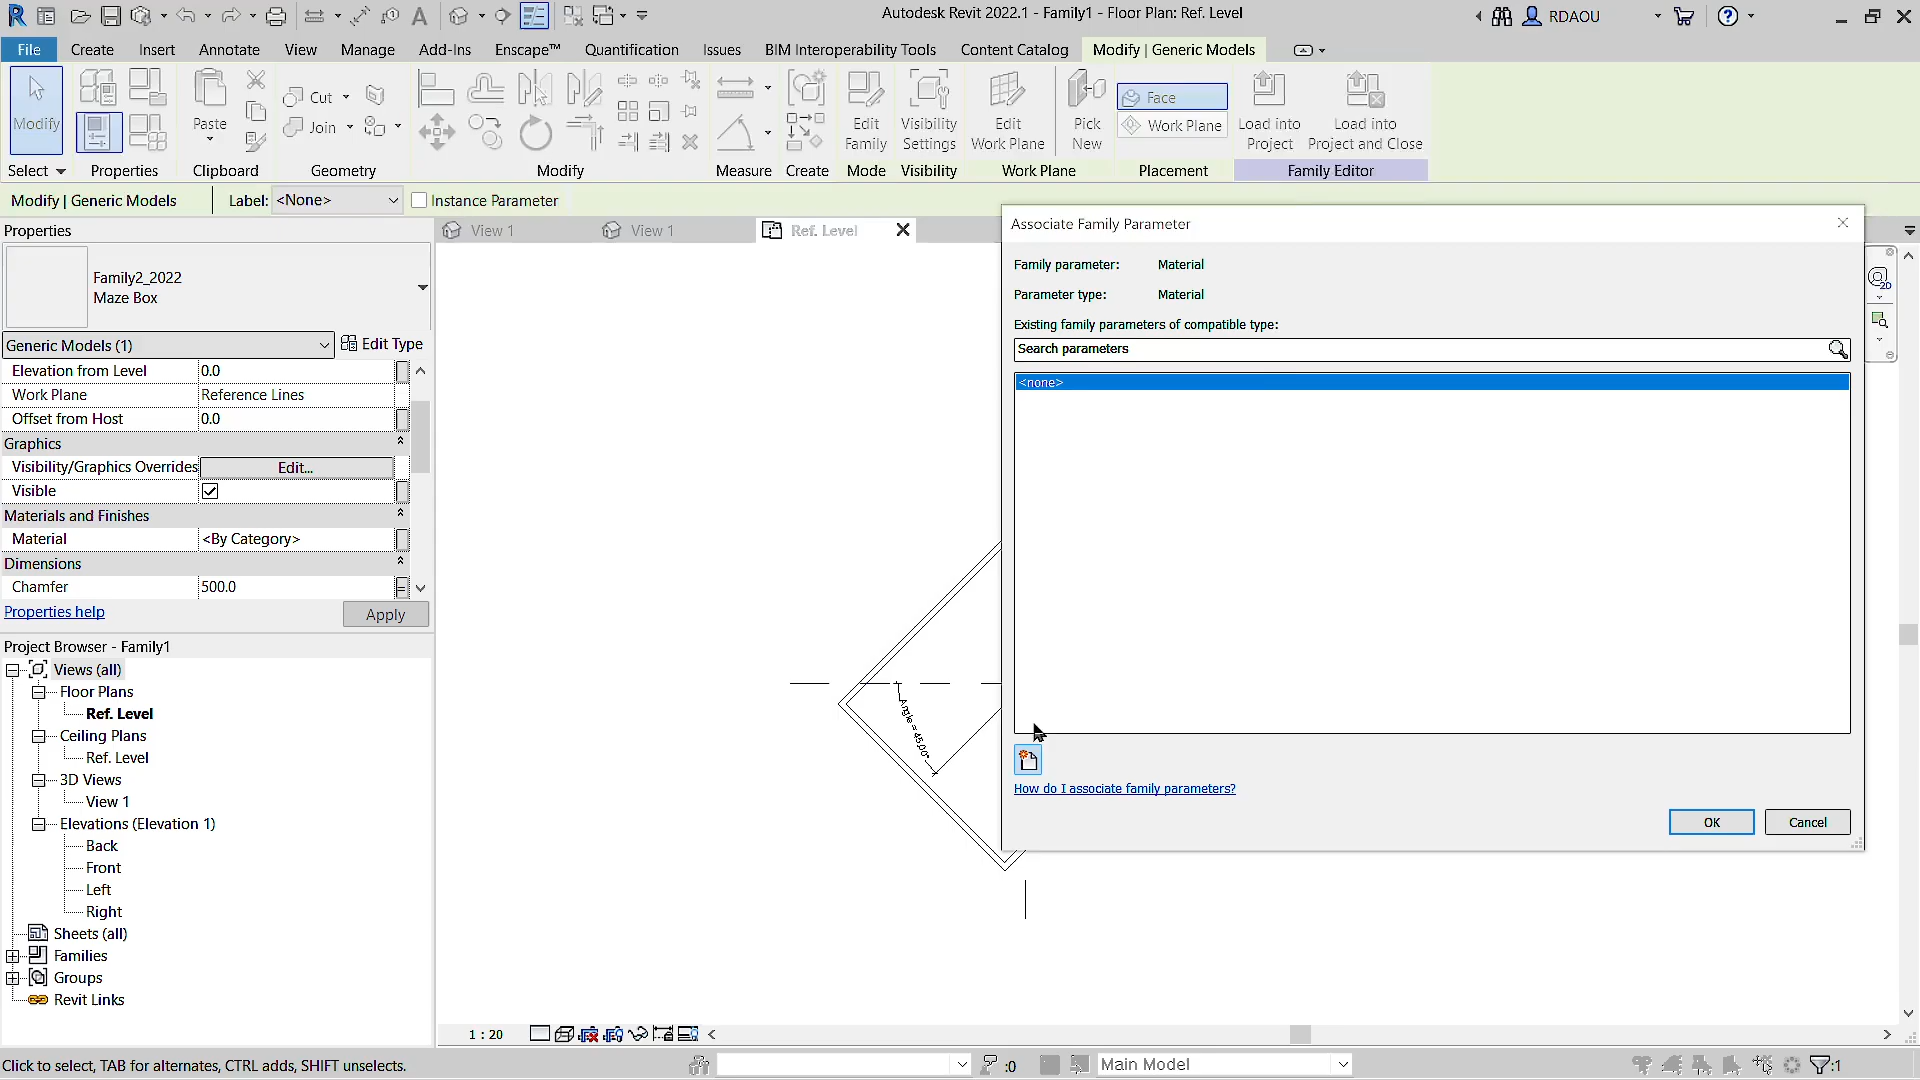 Autodesk Revit 2022.1 - Family1 - Floor Plan: Ref. Level
RDAOU
File
Create
Insert
Annotate
View
Manage
Add-Ins
Enscape™
Quantification
Issues
BIM Interoperability Tools
Content Catalog
Modify | Generic Models
Modify
Paste
Cut
Join
Edit
Family
Visibility
Settings
Edit
Work Plane
Pick
New
Face
Work Plane
Load into
Project
Load into
Project and Close
Select
Properties
Clipboard
Geometry
Modify
Measure
Create
Mode
Visibility
Work Plane
Placement
Family Editor
Modify | Generic Models
Label:
<None>
Instance Parameter
Properties
View 1
View 1
Ref. Level
Family2_2022
Maze Box
Generic Models (1)
Edit Type
Elevation from Level
0.0
Work Plane
Reference Lines
Offset from Host
0.0
Graphics
Visibility/Graphics Overrides
Edit...
Visible
Materials and Finishes
Material
<By Category>
Dimensions
Chamfer
500.0
Properties help
Apply
Project Browser - Family1
Views (all)
Floor Plans
Ref. Level
Ceiling Plans
Ref. Level
3D Views
View 1
Elevations (Elevation 1)
Back
Front
Left
Right
Sheets (all)
Families
Groups
Revit Links
Angle = 45.00°
Associate Family Parameter
Family parameter:
Material
Parameter type:
Material
Existing family parameters of compatible type:
Search parameters
<none>
How do I associate family parameters?
OK
Cancel
2D
1 : 20
Click to select, TAB for alternates, CTRL adds, SHIFT unselects.
:0
Main Model
:1